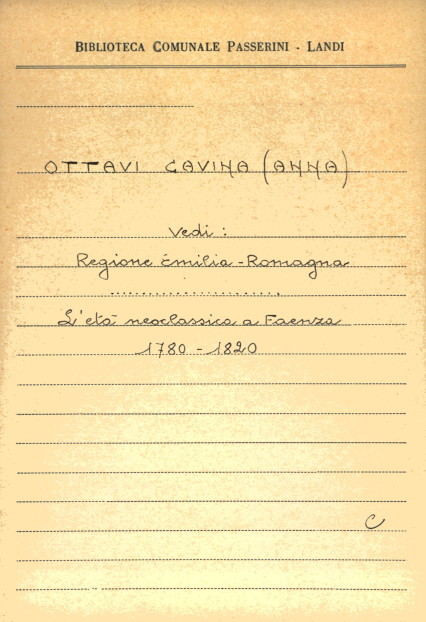 BIBLIOTECA COMUNALE PASSERINI - LANDI
OTTAVI CAVINA (ANNA)
Vedi :
Regione Emilia - Romagna
......................
L'età neoclassica a Faenza
1780 - 1820
C